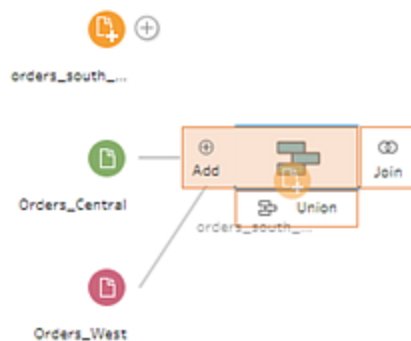 orders_south_...
Add
Join
Orders_Central
Union
orders_south_...
Orders_West